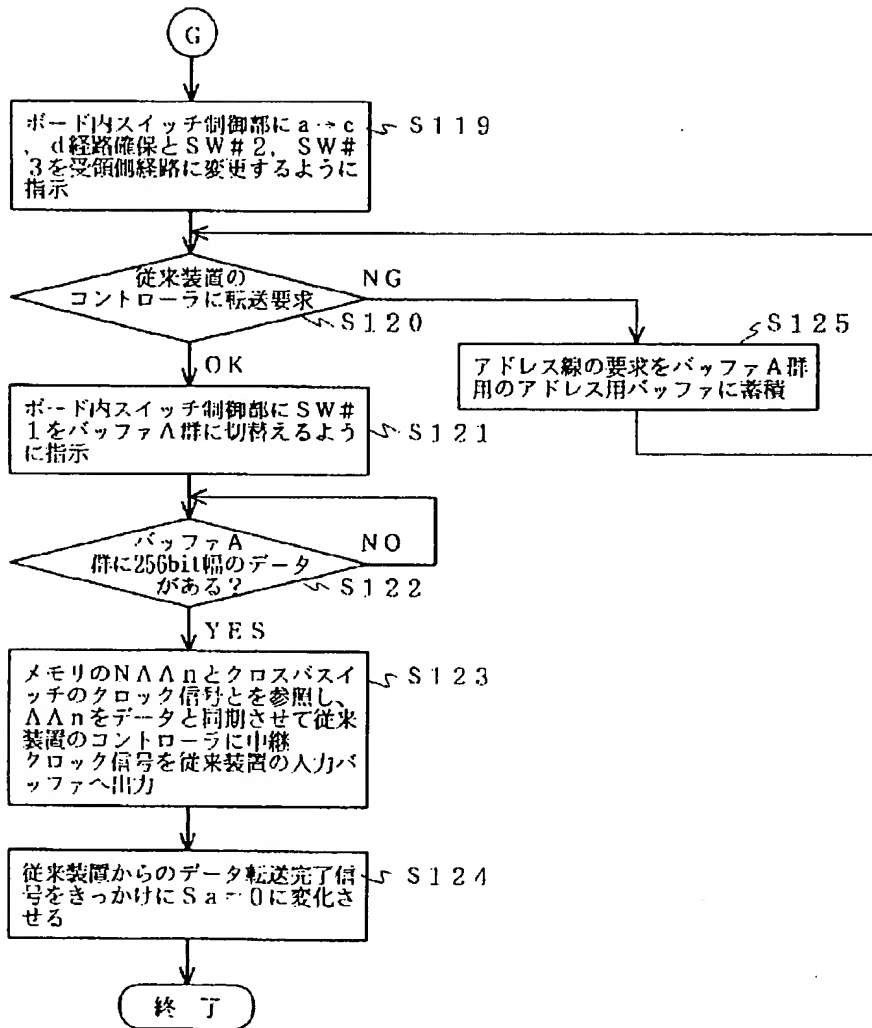 G
ボード内スイッチ制御部にa→c
,d経路確保とSW#2,SW#
3を受領側経路に変更するように
指示
S119
従来装置の
コントローラに転送要求
NG
S120
OK
S125
アドレス線の要求をバッファA群
用のアドレス用バッファに蓄積
ボード内スイッチ制御部にSW#
1をバッファA群に切替えるよう
に指示
S121
バッファA
群に256bit幅のデータ
がある?
NO
S122
YES
メモリのNAAnとクロスバスイ
ッチのクロック信号とを参照し、
AAnをデータと同期させて従来
装置のコントローラに中継
クロック信号を従来装置の入力バ
ッファへ出力
S123
従来装置からのデータ転送完了信
号をきっかけにSa=0に変化さ
せる
S124
終了